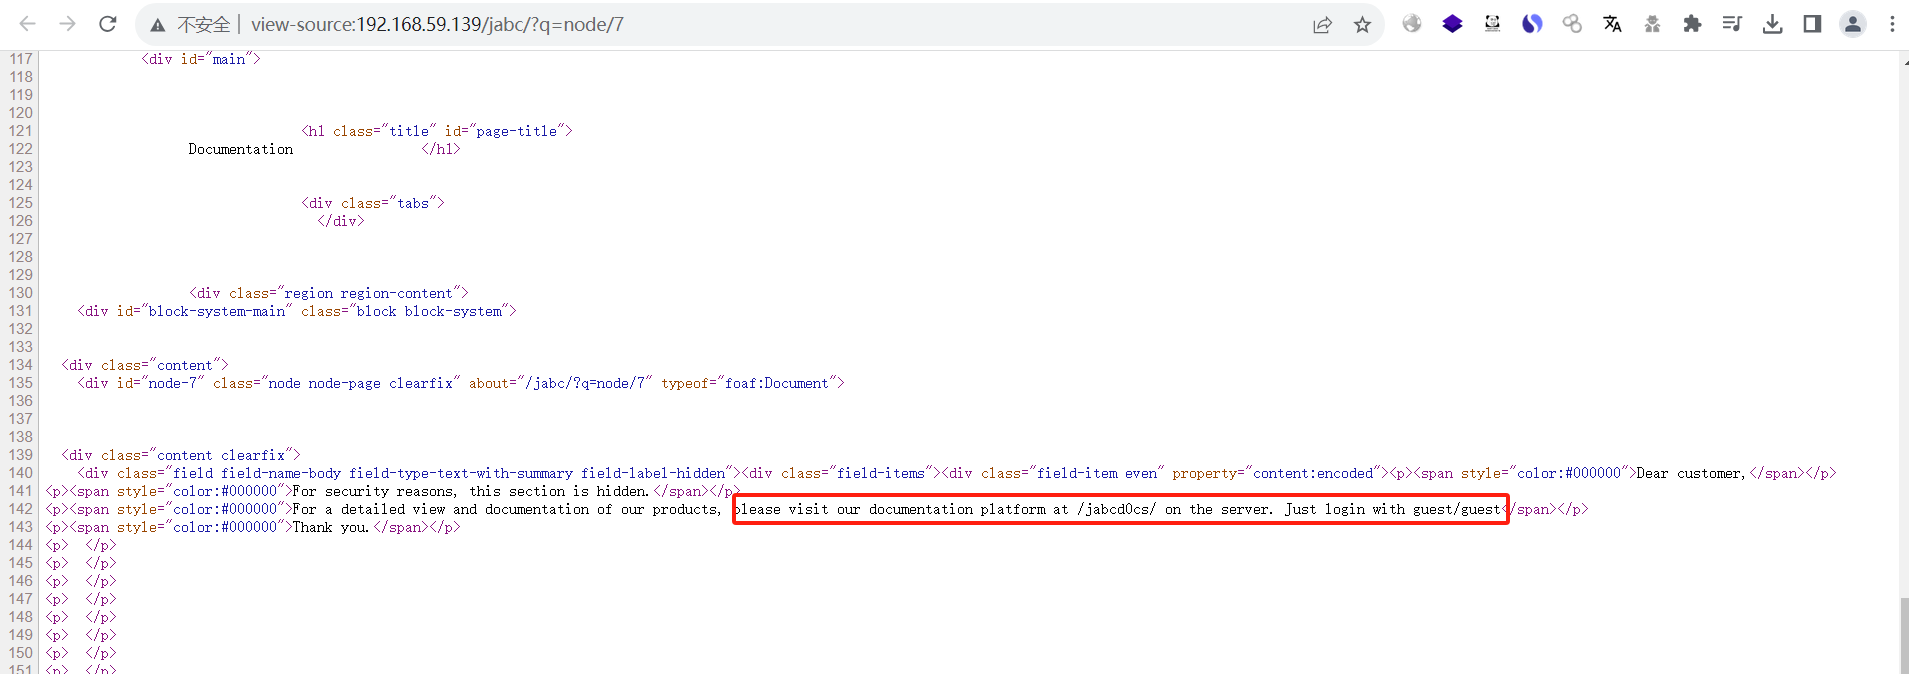 不安全 | view-source:192.168.59.139/jabc/?q=node/7
117 <div id="main">
118
119
120
121 <h1 class="title" id="page-title">
122 Documentation </h1>
123
124
125 <div class="tabs">
126 </div>
127
128
129
130 <div class="region region-content">
131 <div id="block-system-main" class="block block-system">
132
133
134 <div class="content">
135 <div id="node-7" class="node node-page clearfix" about="/jabc/?q=node/7" typeof="foaf:Document">
136
137
138
139 <div class="content clearfix">
140 <div class="field field-name-body field-type-text-with-summary field-label-hidden"><div class="field-items"><div class="field-item even" property="content:encoded"><p><span style="color:#000000">Dear customer,</span></p>
141 <p><span style="color:#000000">For security reasons, this section is hidden.</span></p>
142 <p><span style="color:#000000">For a detailed view and documentation of our products, please visit our documentation platform at /jabcd0cs/ on the server. Just login with guest/guest</span></p>
143 <p><span style="color:#000000">Thank you.</span></p>
144 <p>  </p>
145 <p>  </p>
146 <p>  </p>
147 <p>  </p>
148 <p>  </p>
149 <p>  </p>
150 <p>  </p>
151 <p>  </p>